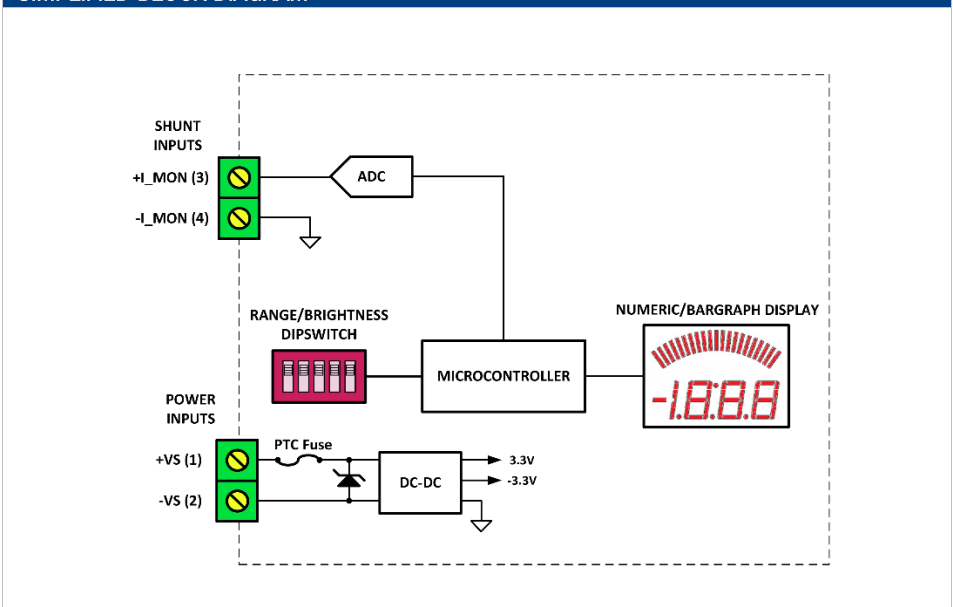 SHUNT
INPUTS
+I_MON (3)
ADC
-I_MON (4)
RANGE/BRIGHTNESS
DIPSWITCH
NUMERIC/BARGRAPH DISPLAY
MICROCONTROLLER
-1.8:8.8
POWER
INPUTS
PTC Fuse
+VS (1)
3.3V
DC-DC
-3.3V
-VS (2)